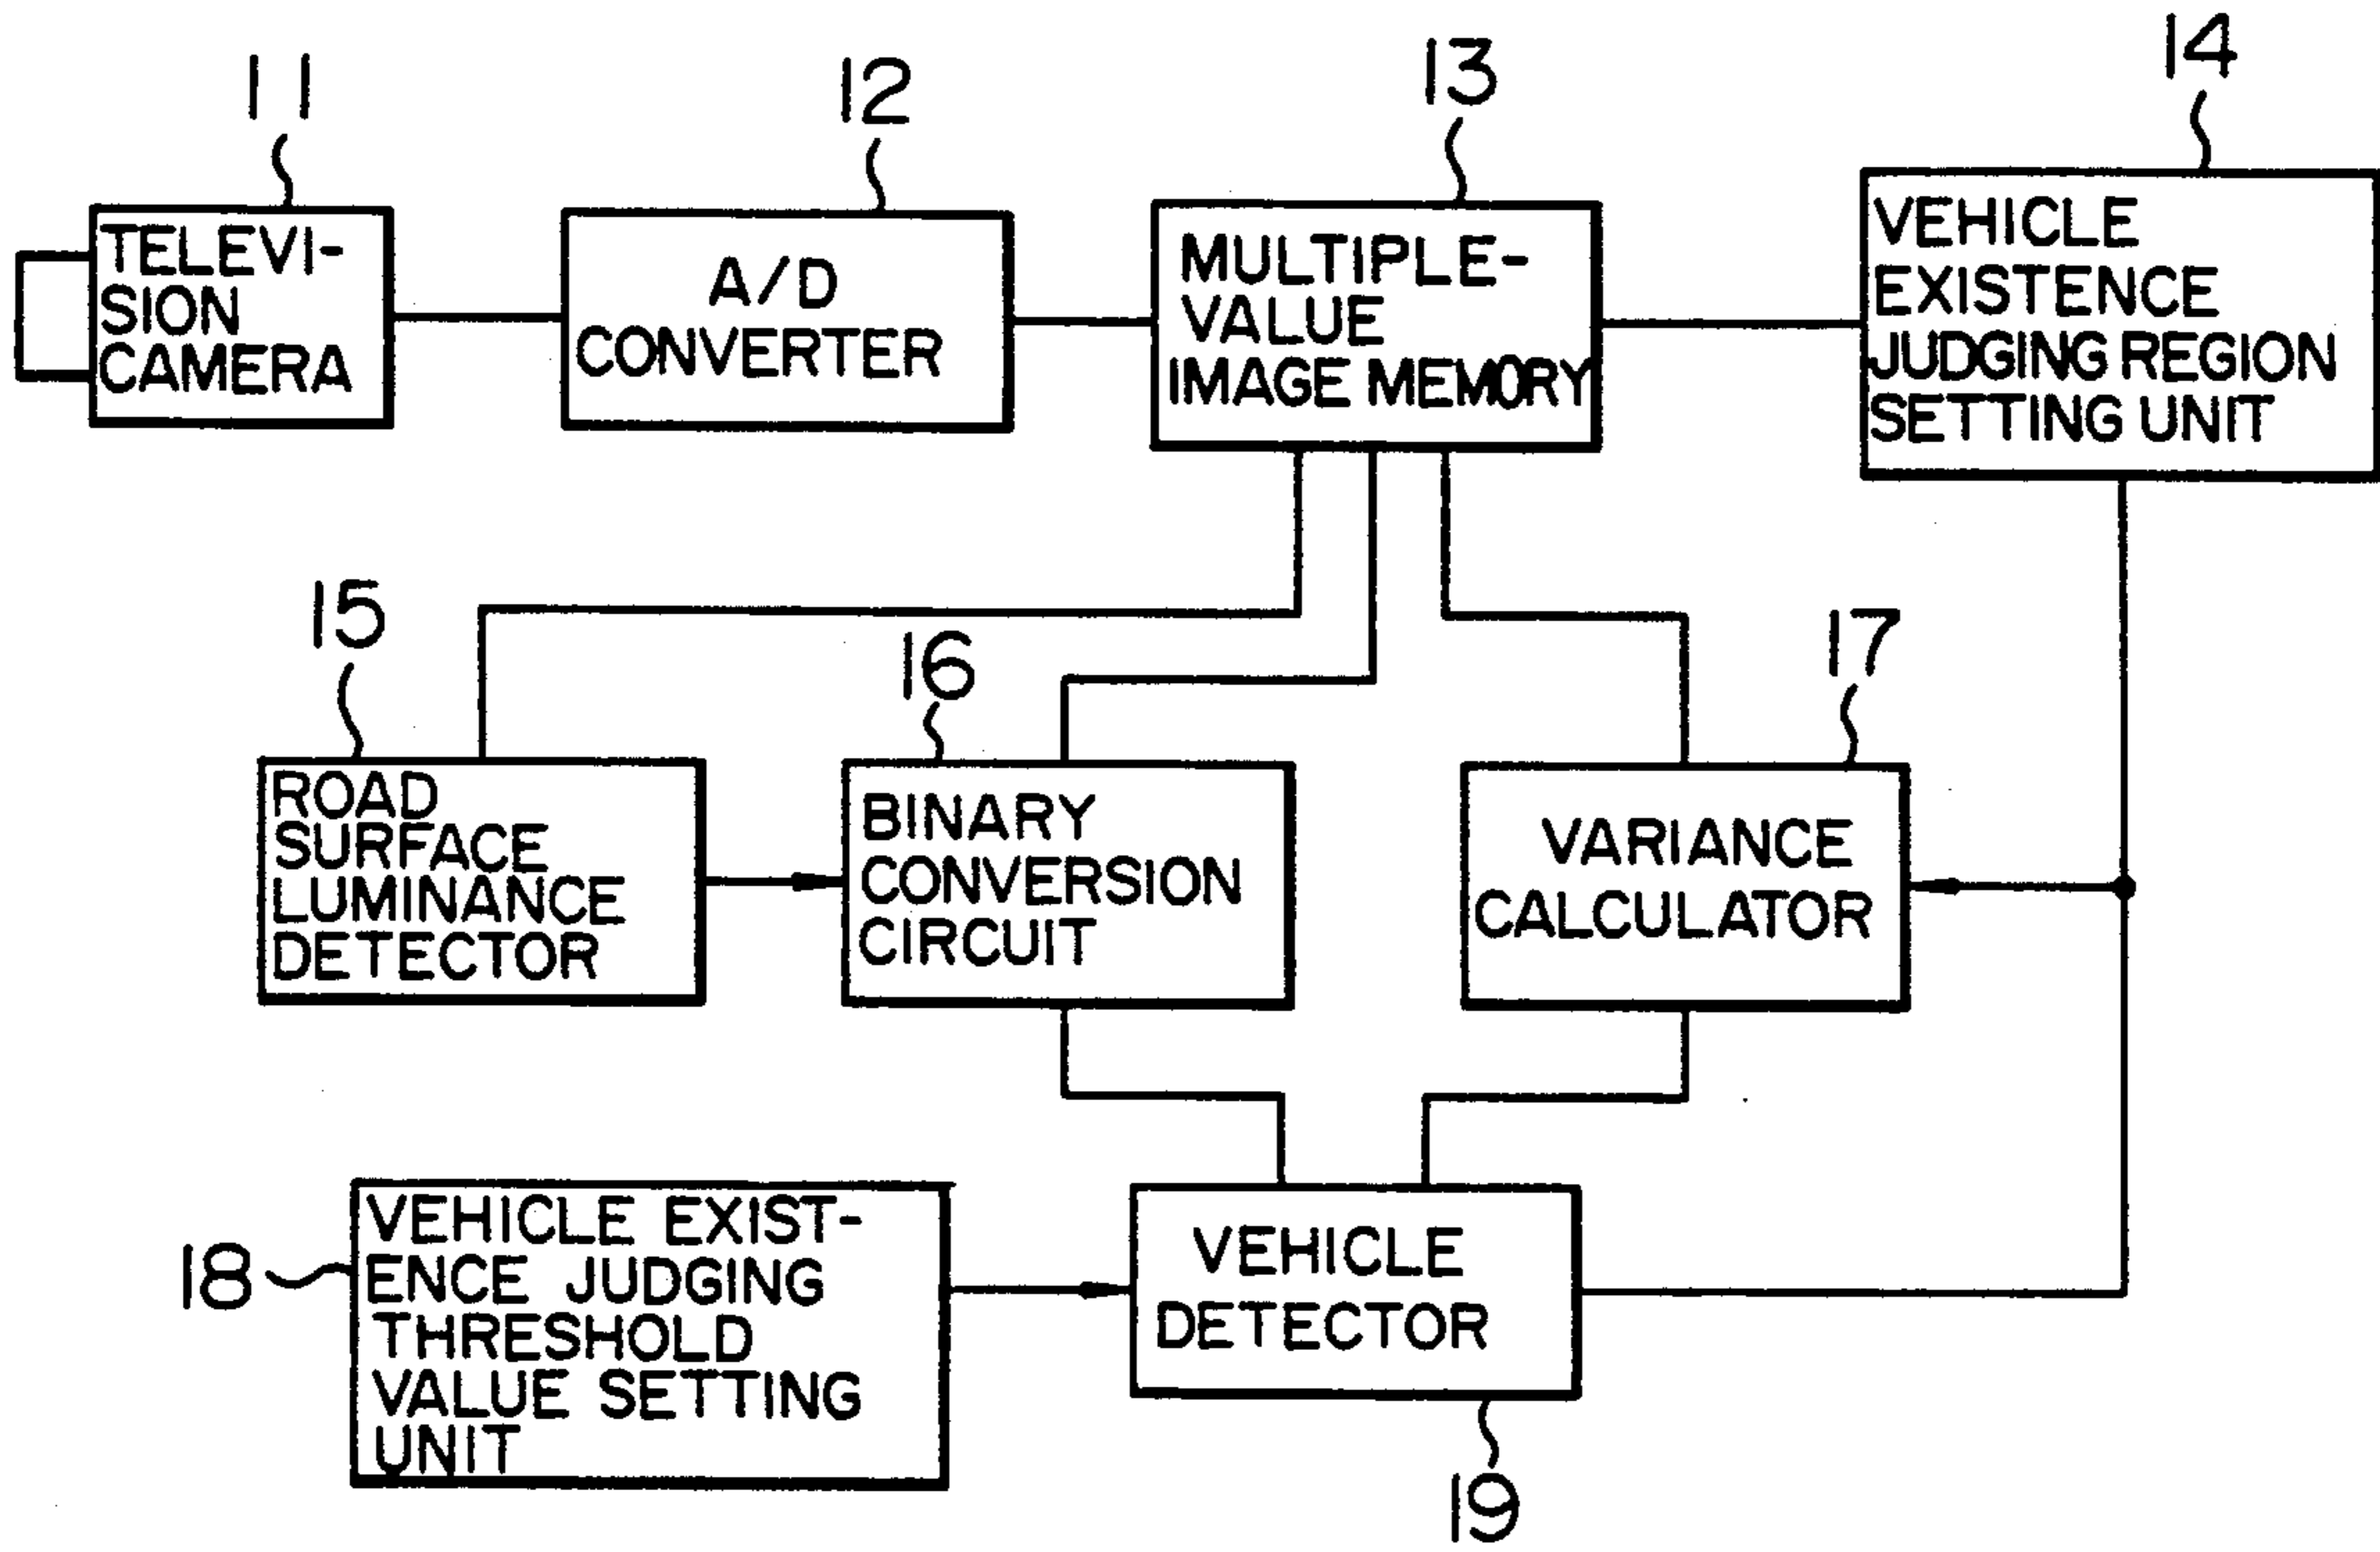 11
12
13
14
TELEVI-
SION
CAMERA
A/D
CONVERTER
MULTIPLE-
VALUE
IMAGE MEMORY
VEHICLE
EXISTENCE
JUDGING REGION
SETTING UNIT
15
16
17
ROAD
SURFACE
LUMINANCE
DETECTOR
BINARY
CONVERSION
CIRCUIT
VARIANCE
CALCULATOR
18
VEHICLE EXIST-
ENCE JUDGING
THRESHOLD
VALUE SETTING
UNIT
VEHICLE
DETECTOR
19